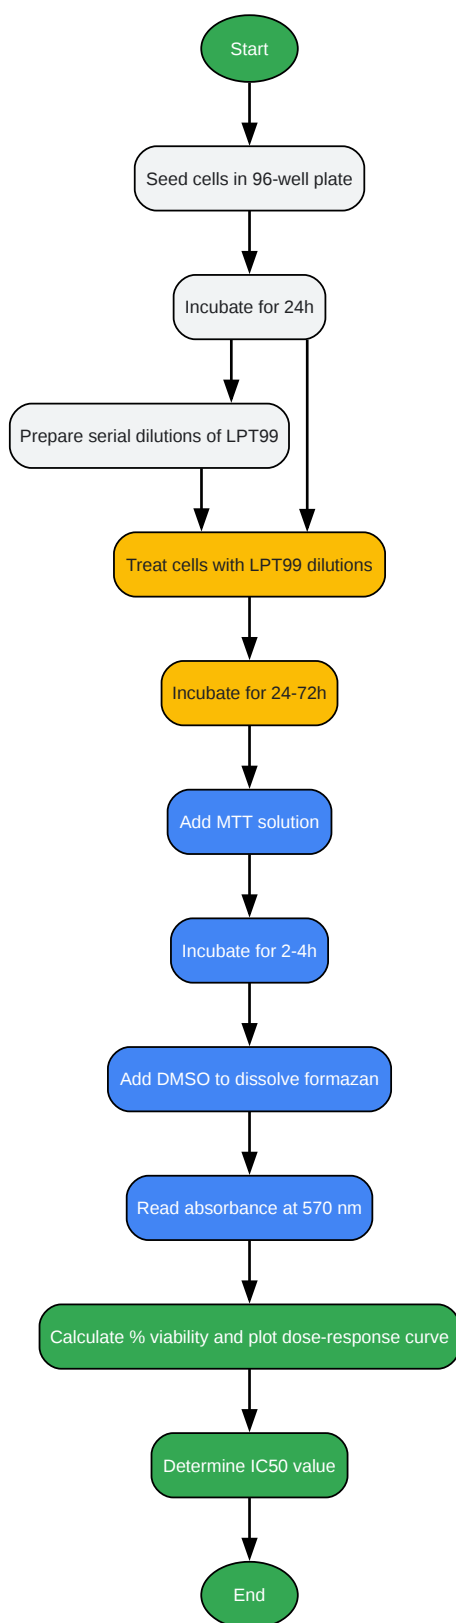 Start
Seed cells in 96-well plate
Incubate for 24h
Prepare serial dilutions of LPT99
Treat cells with LPT99 dilutions
Incubate for 24-72h
Add MTT solution
Incubate for 2-4h
Add DMSO to dissolve formazan
Read absorbance at 570 nm
Calculate % viability and plot dose-response curve
Determine IC50 value
End